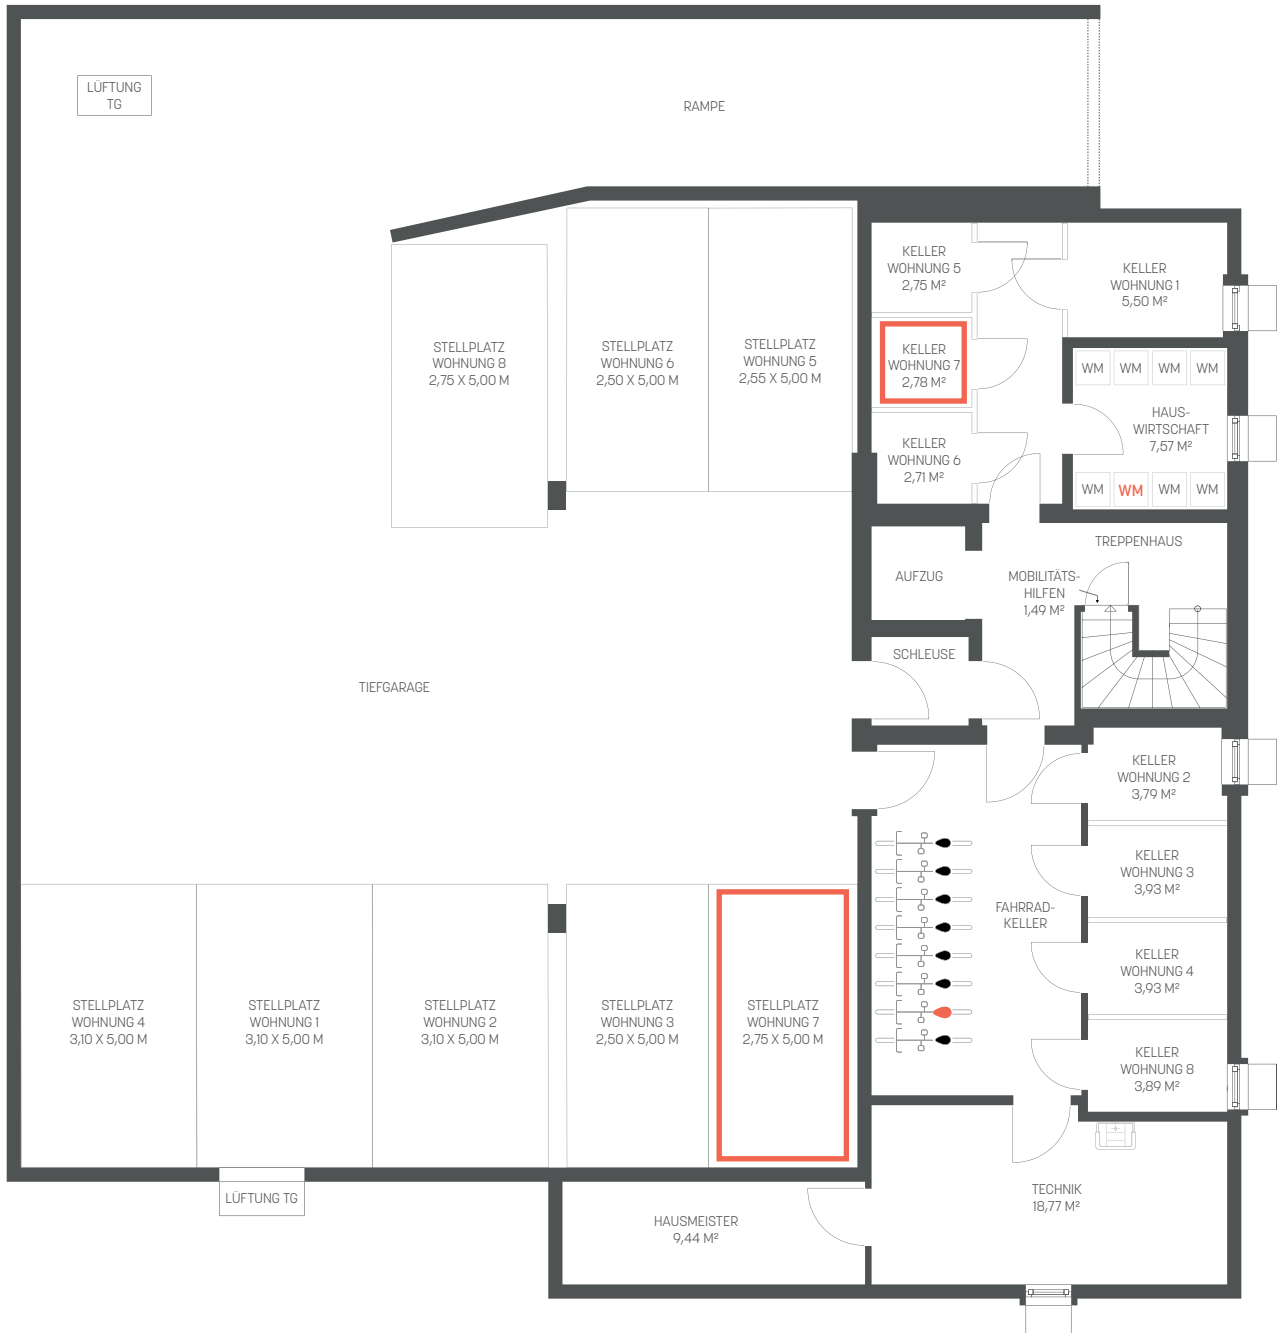 LÜFTUNG
TG
RAMPE
KELLER
WOHNUNG 5
2,75 M²
KELLER
WOHNUNG 1
5,50 M²
STELLPLATZ
WOHNUNG 8
2,75 X 5,00 M
STELLPLATZ
WOHNUNG 6
2,50 X 5,00 M
STELLPLATZ
WOHNUNG 5
2,55 X 5,00 M
KELLER
WOHNUNG 7
2,78 M²
WM WM WM WM
HAUS-
WIRTSCHAFT
7,57 M²
KELLER
WOHNUNG 6
2,71 M²
WM WM WM WM
TREPPENHAUS
AUFZUG
MOBILITÄTS-
HILFEN
1,49 M²
SCHLEUSE
TIEFGARAGE
KELLER
WOHNUNG 2
3,79 M²
KELLER
WOHNUNG 3
3,93 M²
FAHRRAD-
KELLER
KELLER
WOHNUNG 4
3,93 M²
STELLPLATZ
WOHNUNG 4
3,10 X 5,00 M
STELLPLATZ
WOHNUNG 1
3,10 X 5,00 M
STELLPLATZ
WOHNUNG 2
3,10 X 5,00 M
STELLPLATZ
WOHNUNG 3
2,50 X 5,00 M
STELLPLATZ
WOHNUNG 7
2,75 X 5,00 M
KELLER
WOHNUNG 8
3,89 M²
LÜFTUNG TG
HAUSMEISTER
9,44 M²
TECHNIK
18,77 M²